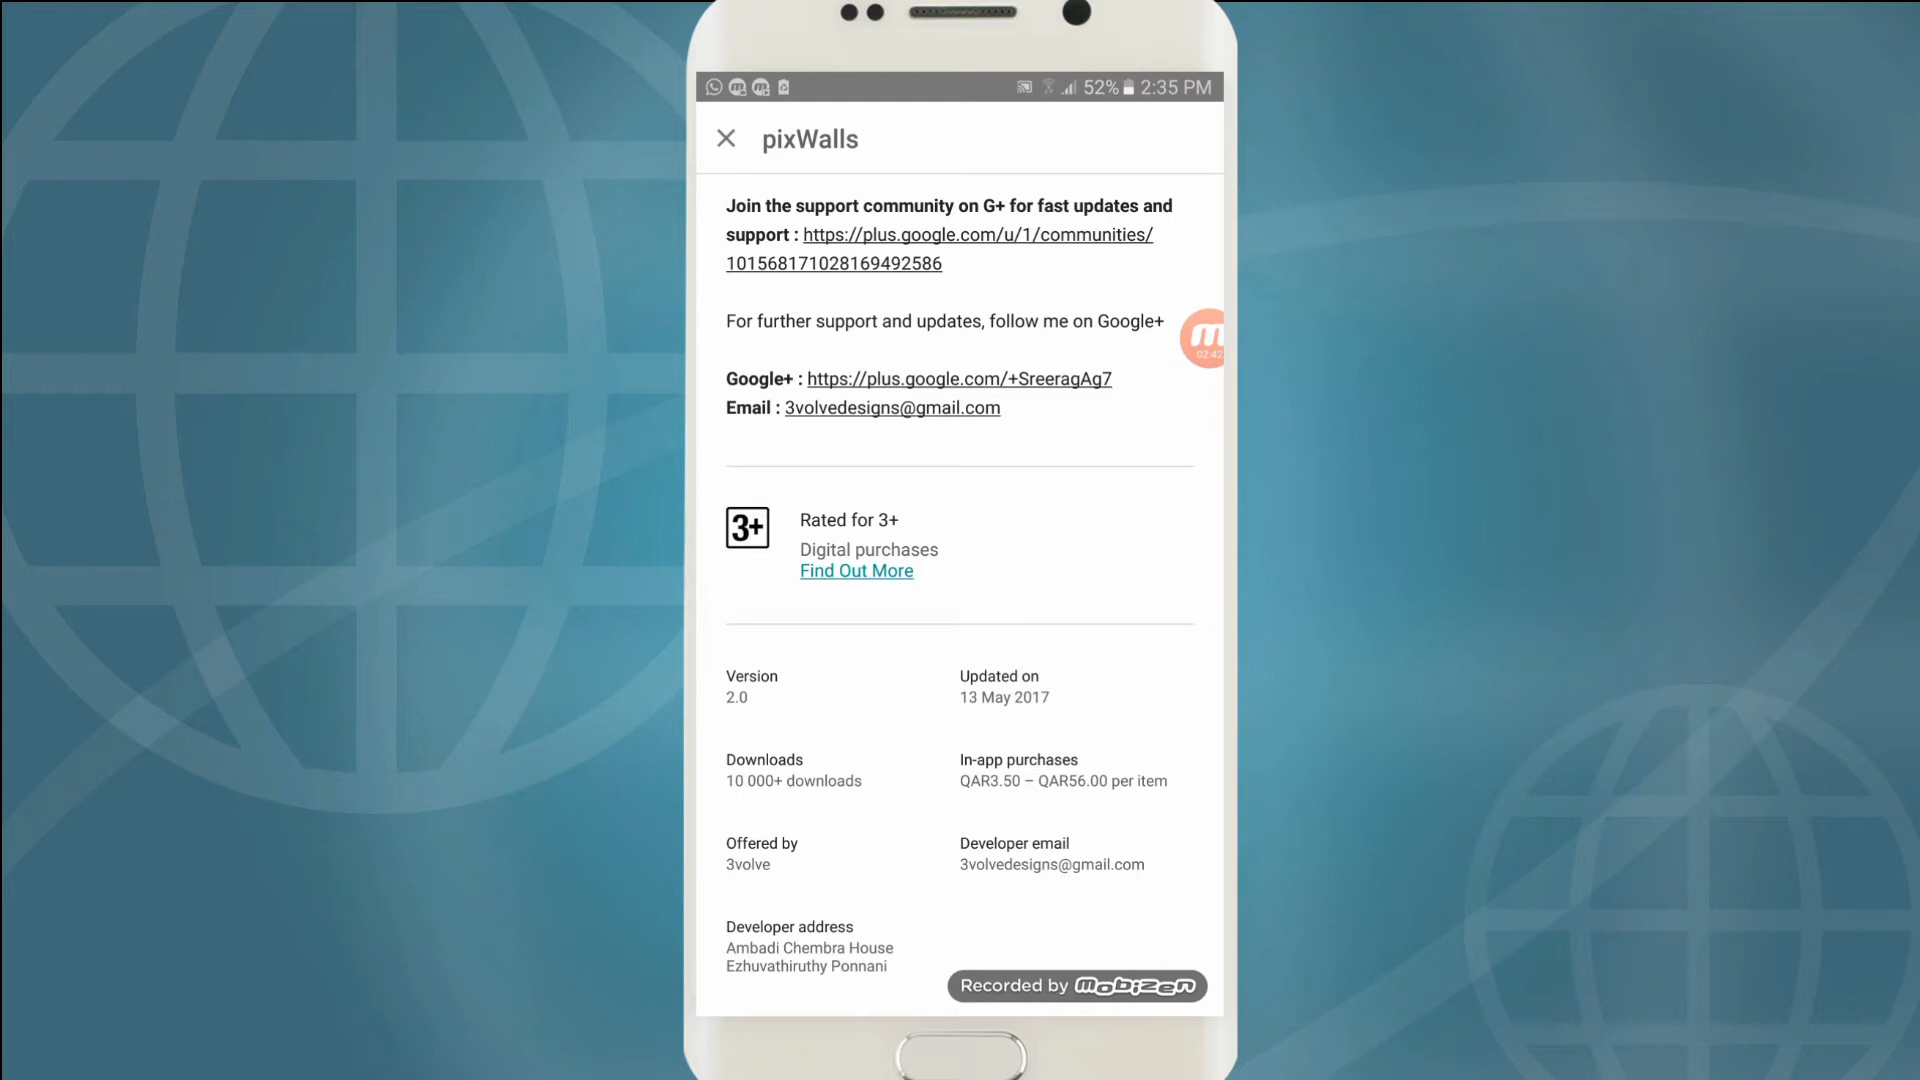 52% 2:35 PM
pixWalls
Join the support community on G+ for fast updates and
support : https://plus.google.com/u/1/communities/
101568171028169492586
For further support and updates, follow me on Google+
02:42
Google+ : https://plus.google.com/+SreeragAg7
Email : 3volvedesigns@gmail.com
3+
Rated for 3+
Digital purchases
Find Out More
Version
2.0
Updated on
13 May 2017
Downloads
10 000+ downloads
In-app purchases
QAR3.50 – QAR56.00 per item
Offered by
3volve
Developer email
3volvedesigns@gmail.com
Developer address
Ambadi Chembra House
Ezhuvathiruthy Ponnani
Recorded by mobizen